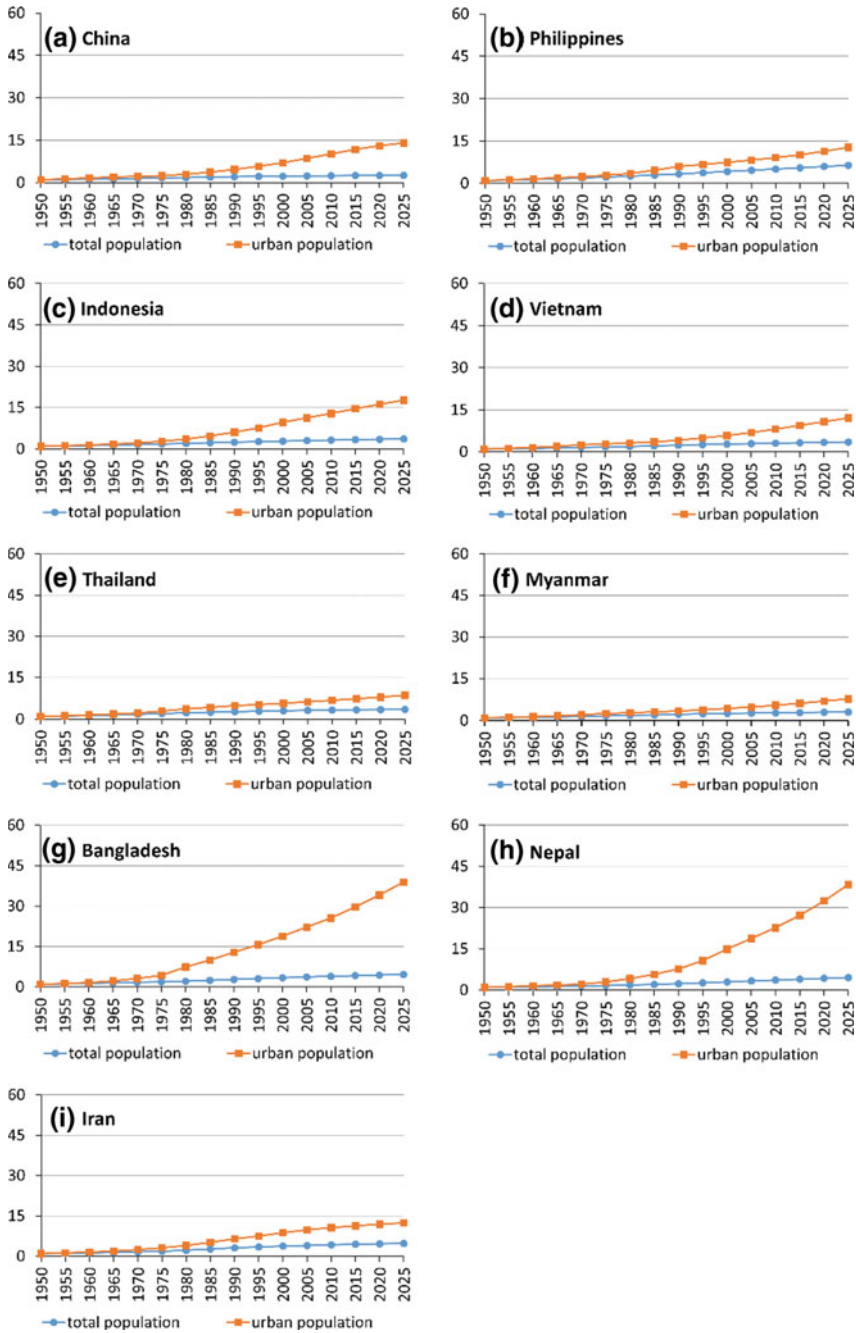 (a) China
60
45
30
15
0
1950 1955 1960 1965 1970 1975 1980 1985 1990 1995 2000 2005 2010 2015 2020 2025
total population urban population
(b) Philippines
60
45
30
15
0
1950 1955 1960 1965 1970 1975 1980 1985 1990 1995 2000 2005 2010 2015 2020 2025
total population urban population
(c) Indonesia
60
45
30
15
0
1950 1955 1960 1965 1970 1975 1980 1985 1990 1995 2000 2005 2010 2015 2020 2025
total population urban population
(d) Vietnam
60
45
30
15
0
1950 1955 1960 1965 1970 1975 1980 1985 1990 1995 2000 2005 2010 2015 2020 2025
total population urban population
(e) Thailand
60
45
30
15
0
1950 1955 1960 1965 1970 1975 1980 1985 1990 1995 2000 2005 2010 2015 2020 2025
total population urban population
(f) Myanmar
60
45
30
15
0
1950 1955 1960 1965 1970 1975 1980 1985 1990 1995 2000 2005 2010 2015 2020 2025
total population urban population
(g) Bangladesh
60
45
30
15
0
1950 1955 1960 1965 1970 1975 1980 1985 1990 1995 2000 2005 2010 2015 2020 2025
total population urban population
(h) Nepal
60
45
30
15
0
1950 1955 1960 1965 1970 1975 1980 1985 1990 1995 2000 2005 2010 2015 2020 2025
total population urban population
(i) Iran
60
45
30
15
0
1950 1955 1960 1965 1970 1975 1980 1985 1990 1995 2000 2005 2010 2015 2020 2025
total population urban population